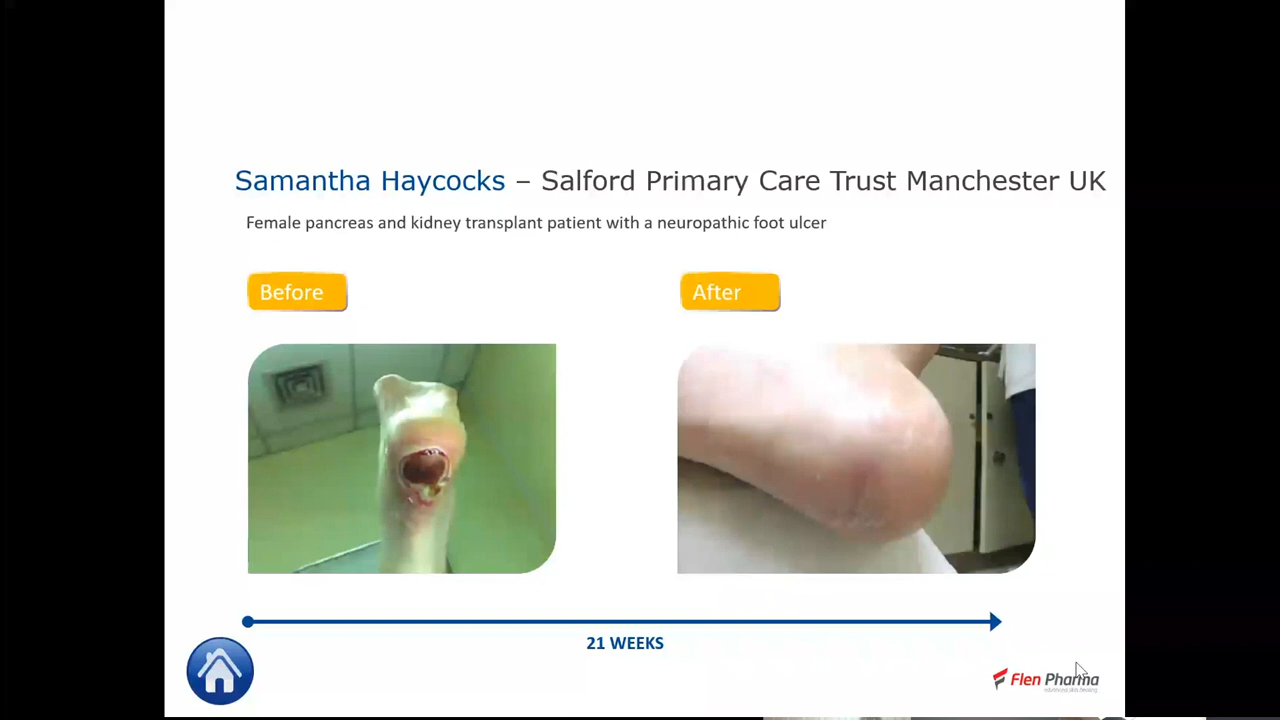 Samantha Haycocks – Salford Primary Care Trust Manchester UK
Female pancreas and kidney transplant patient with a neuropathic foot ulcer
Before
After
21 WEEKS
Flen Pharma